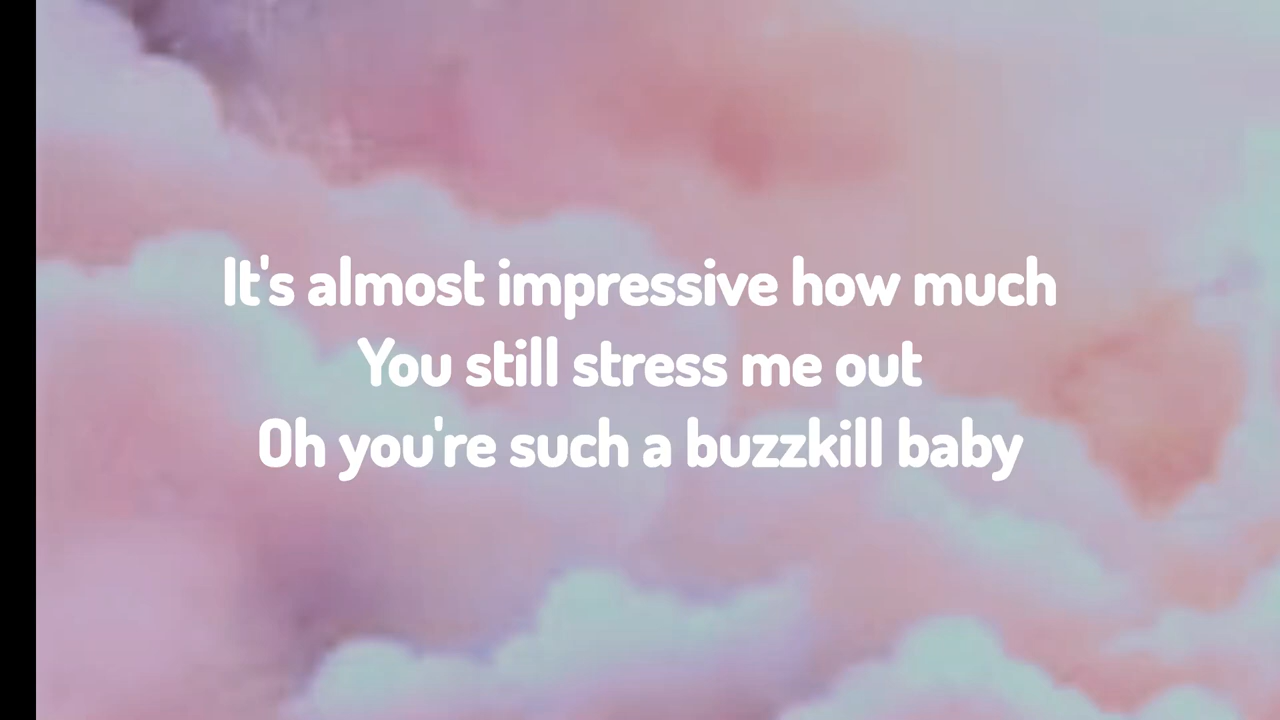 It's almost impressive how much
You still stress me out
Oh you're such a buzzkill baby